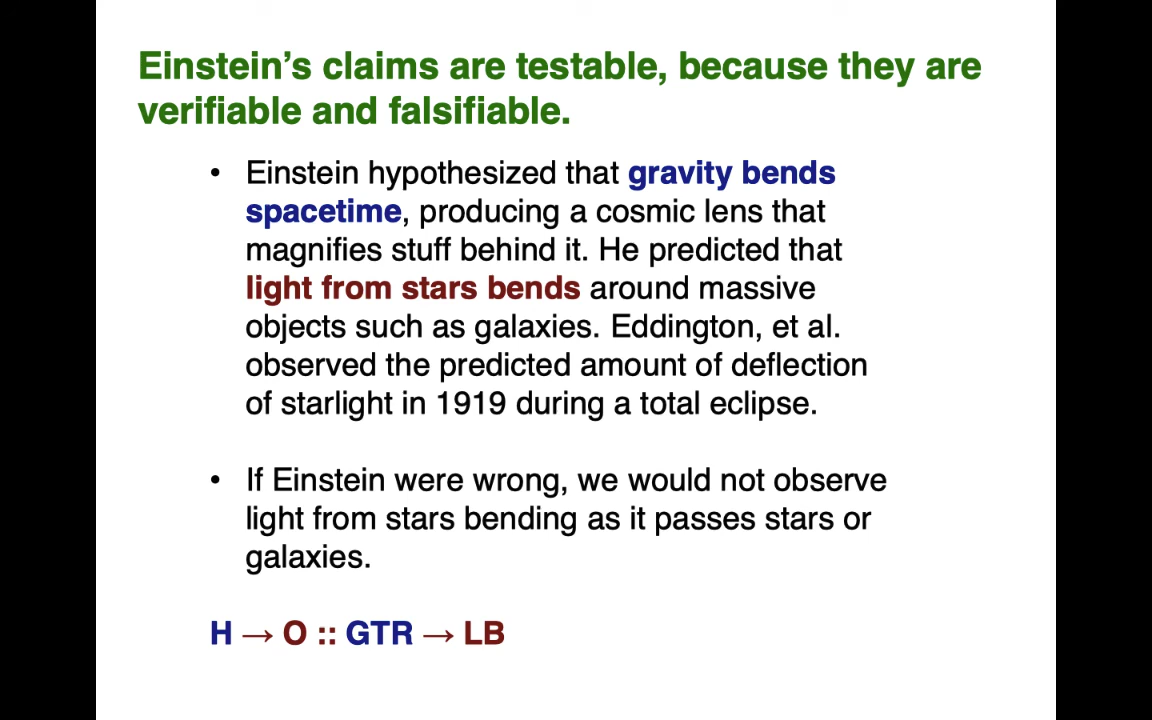 Einstein’s claims are testable, because they are
verifiable and falsifiable.
• Einstein hypothesized that gravity bends
spacetime, producing a cosmic lens that
magnifies stuff behind it. He predicted that
light from stars bends around massive
objects such as galaxies. Eddington, et al.
observed the predicted amount of deflection
of starlight in 1919 during a total eclipse.
• If Einstein were wrong, we would not observe
light from stars bending as it passes stars or
galaxies.
H → O :: GTR → LB